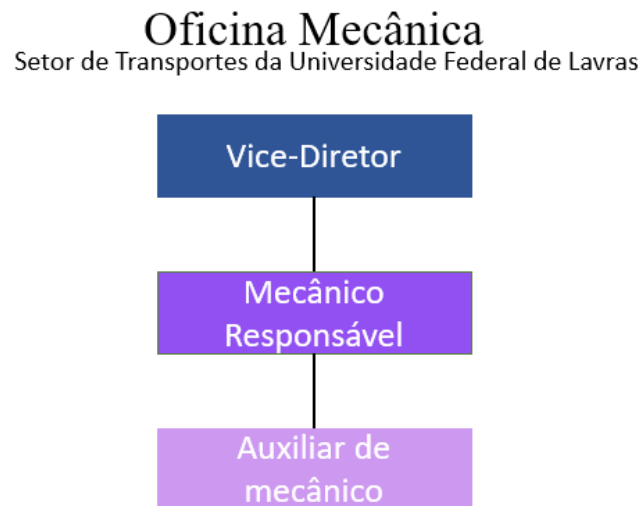 Oficina Mecânica
Setor de Transportes da Universidade Federal de Lavras
Vice-Diretor
Mecânico
Responsável
Auxiliar de
mecânico